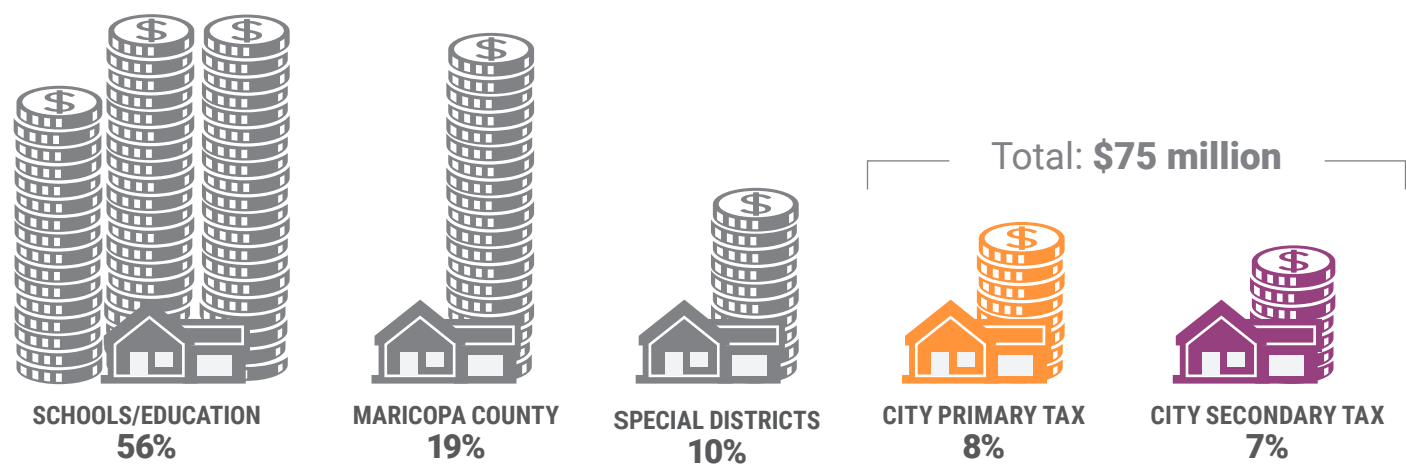 Total: $75 million
SCHOOLS/EDUCATION
56%
MARICOPA COUNTY
19%
SPECIAL DISTRICTS
10%
CITY PRIMARY TAX
8%
CITY SECONDARY TAX
7%